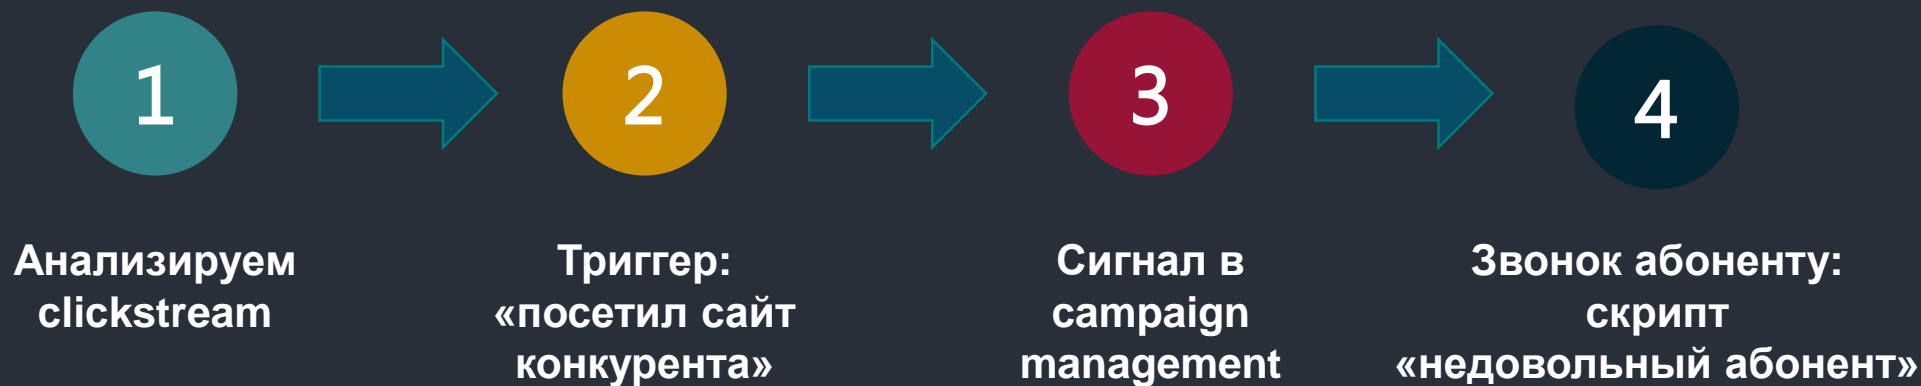 1
2
3
4
Анализируем
clickstream
Триггер:
«посетил сайт
конкурента»
Сигнал в
campaign
management
Звонок абоненту:
скрипт
«недовольный абонент»